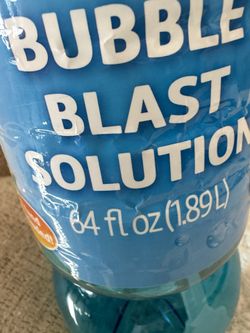 BUBBLE
BLAST
SOLUTION
64 fl oz (1.89L)